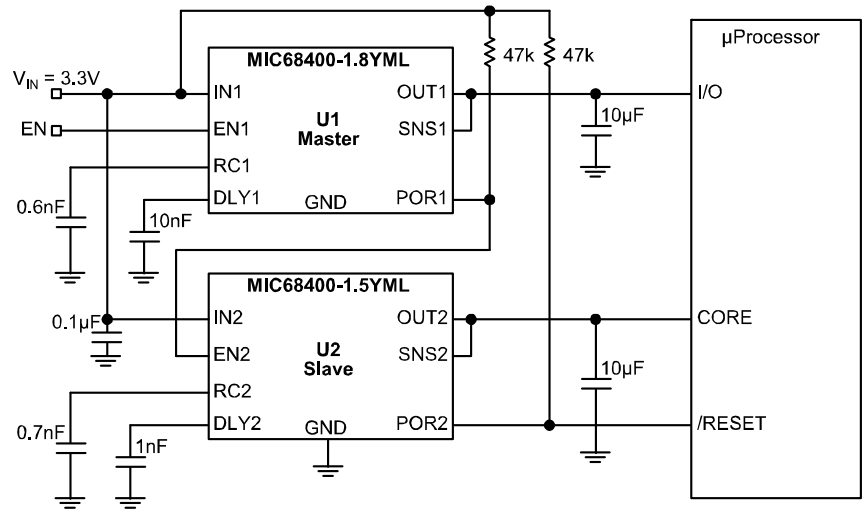 47k
47k
µProcessor
V_IN = 3.3V
MIC68400-1.8YML
IN1
OUT1
I/O
U1
Master
10µF
EN
EN1
SNS1
RC1
DLY1
GND
POR1
0.6nF
10nF
MIC68400-1.5YML
0.1µF
IN2
OUT2
CORE
U2
Slave
EN2
SNS2
10µF
RC2
DLY2
GND
POR2
/RESET
0.7nF
1nF